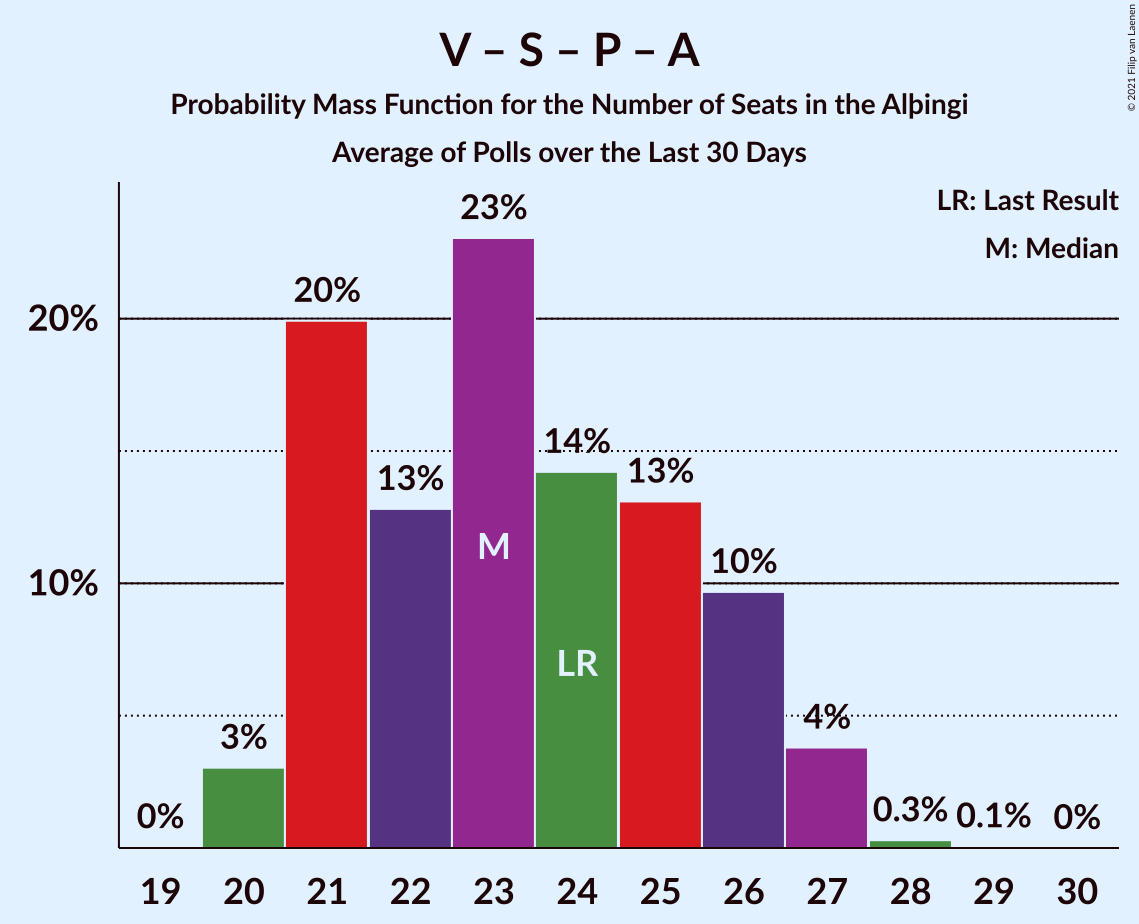 V – S – P – A
Probability Mass Function for the Number of Seats in the Alþingi
Average of Polls over the Last 30 Days
© 2021 Filip van Laenen
LR: Last Result
M: Median
20%
10%
0%
3%
20%
13%
23%
14%
13%
10%
4%
0.3%
0.1%
0%
M
LR
19 20 21 22 23 24 25 26 27 28 29 30